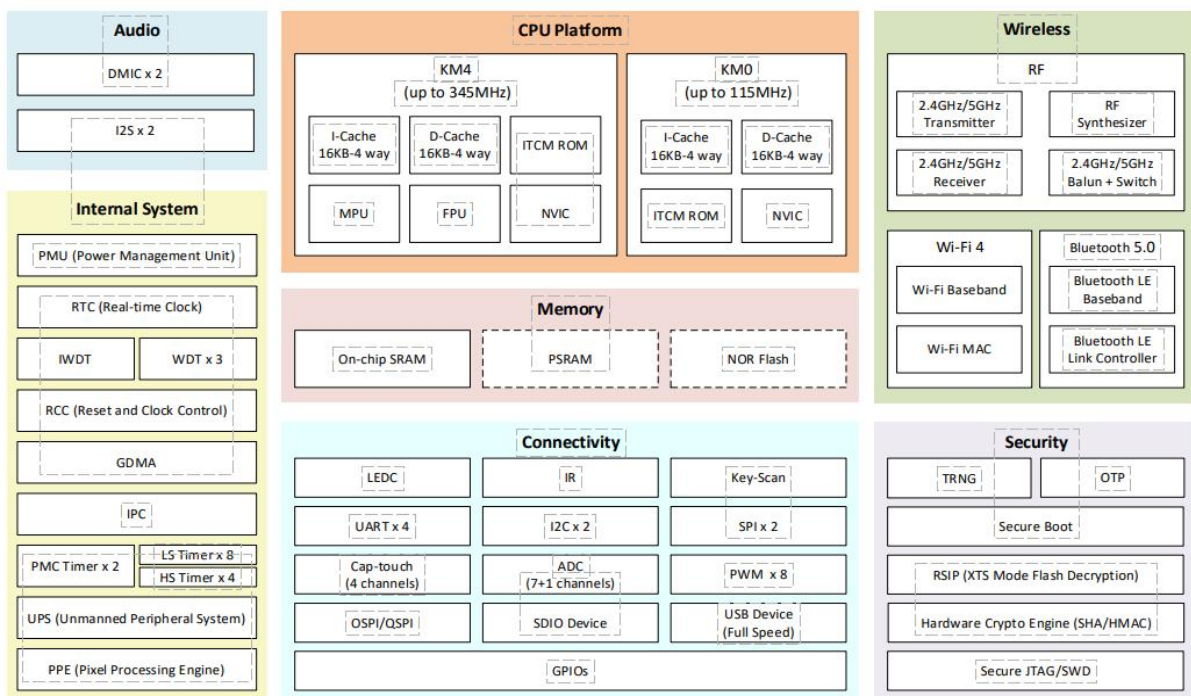 Audio
DMIC x 2
I2S x 2
Internal System
PMU (Power Management Unit)
RTC (Real-time Clock)
IWDT
WDT x 3
RCC (Reset and Clock Control)
GDMA
IPC
PMC Timer x 2
LS Timer x 8
HS Timer x 4
UPS (Unmanned Peripheral System)
PPE (Pixel Processing Engine)
CPU Platform
KM4
(up to 345MHz)
I-Cache
16KB-4 way
D-Cache
16KB-4 way
ITCM ROM
MPU
FPU
NVIC
KM0
(up to 115MHz)
I-Cache
16KB-4 way
D-Cache
16KB-4 way
ITCM ROM
NVIC
Memory
On-chip SRAM
PSRAM
NOR Flash
Connectivity
LEDC
IR
Key-Scan
UART x 4
I2C x 2
SPI x 2
Cap-touch
(4 channels)
ADC
(7+1 channels)
PWM x 8
OSPI/QSPI
SDIO Device
USB Device
(Full Speed)
GPIOs
Wireless
RF
2.4GHz/5GHz
Transmitter
RF
Synthesizer
2.4GHz/5GHz
Receiver
2.4GHz/5GHz
Balun + Switch
Wi-Fi 4
Wi-Fi Baseband
Wi-Fi MAC
Bluetooth 5.0
Bluetooth LE
Baseband
Bluetooth LE
Link Controller
Security
TRNG
OTP
Secure Boot
RSIP (XTS Mode Flash Decryption)
Hardware Crypto Engine (SHA/HMAC)
Secure JTAG/SWD